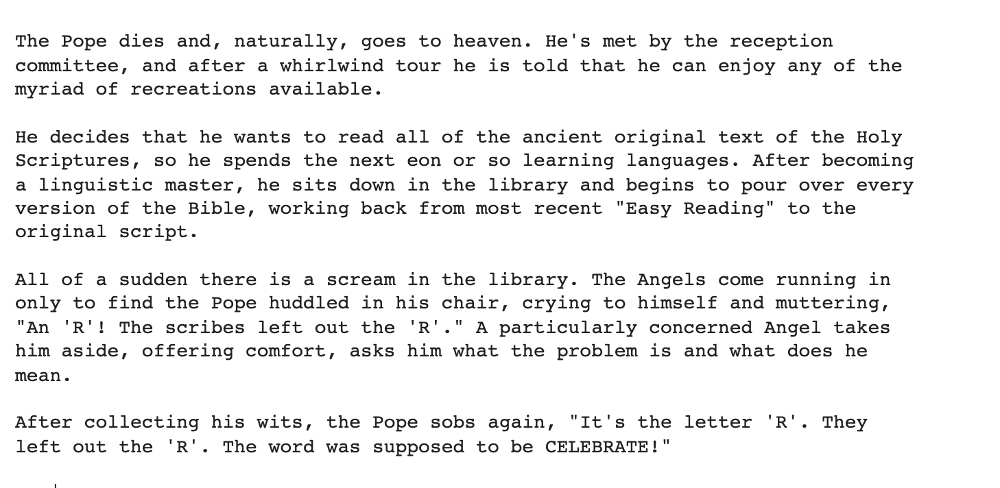 The Pope dies and, naturally, goes to heaven. He's met by the reception
committee, and after a whirlwind tour he is told that he can enjoy any of the
myriad of recreations available.
He decides that he wants to read all of the ancient original text of the Holy
Scriptures, so he spends the next eon or so learning languages. After becoming
a linguistic master, he sits down in the library and begins to pour over every
version of the Bible, working back from most recent "Easy Reading" to the
original script.
All of a sudden there is a scream in the library. The Angels come running in
only to find the Pope huddled in his chair, crying to himself and muttering,
"An 'R'! The scribes left out the 'R'." A particularly concerned Angel takes
him aside, offering comfort, asks him what the problem is and what does he
mean.
After collecting his wits, the Pope sobs again, "It's the letter 'R'. They
left out the 'R'. The word was supposed to be CELEBRATE!"